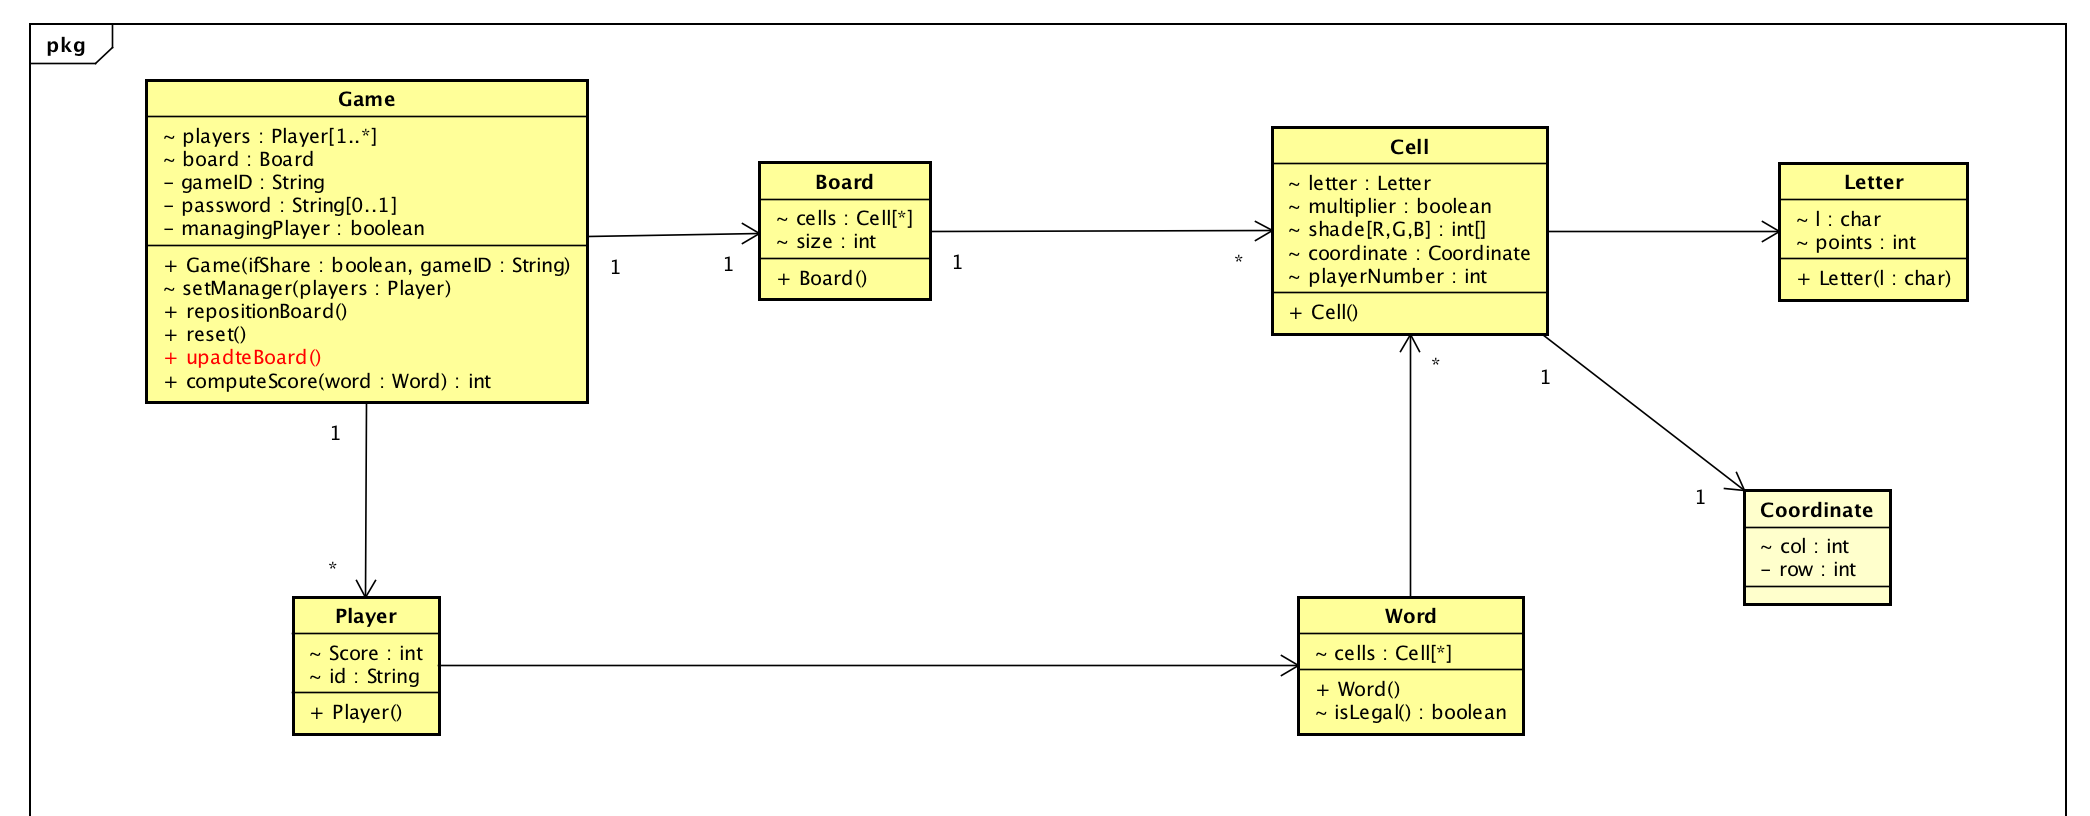 pkg
Game
~ players : Player[1..*]
~ board : Board
- gameID : String
- password : String[0..1]
- managingPlayer : boolean
+ Game(ifShare : boolean, gameID : String)
~ setManager(players : Player)
+ repositionBoard()
+ reset()
+ upadteBoard()
+ computeScore(word : Word) : int
1
1
Board
~ cells : Cell[*]
~ size : int
+ Board()
1
*
Cell
~ letter : Letter
~ multiplier : boolean
~ shade[R,G,B] : int[]
~ coordinate : Coordinate
~ playerNumber : int
+ Cell()
Letter
~ l : char
~ points : int
+ Letter(l : char)
*
1
1
Coordinate
~ col : int
- row : int
1
*
Player
~ Score : int
~ id : String
+ Player()
Word
~ cells : Cell[*]
+ Word()
~ isLegal() : boolean